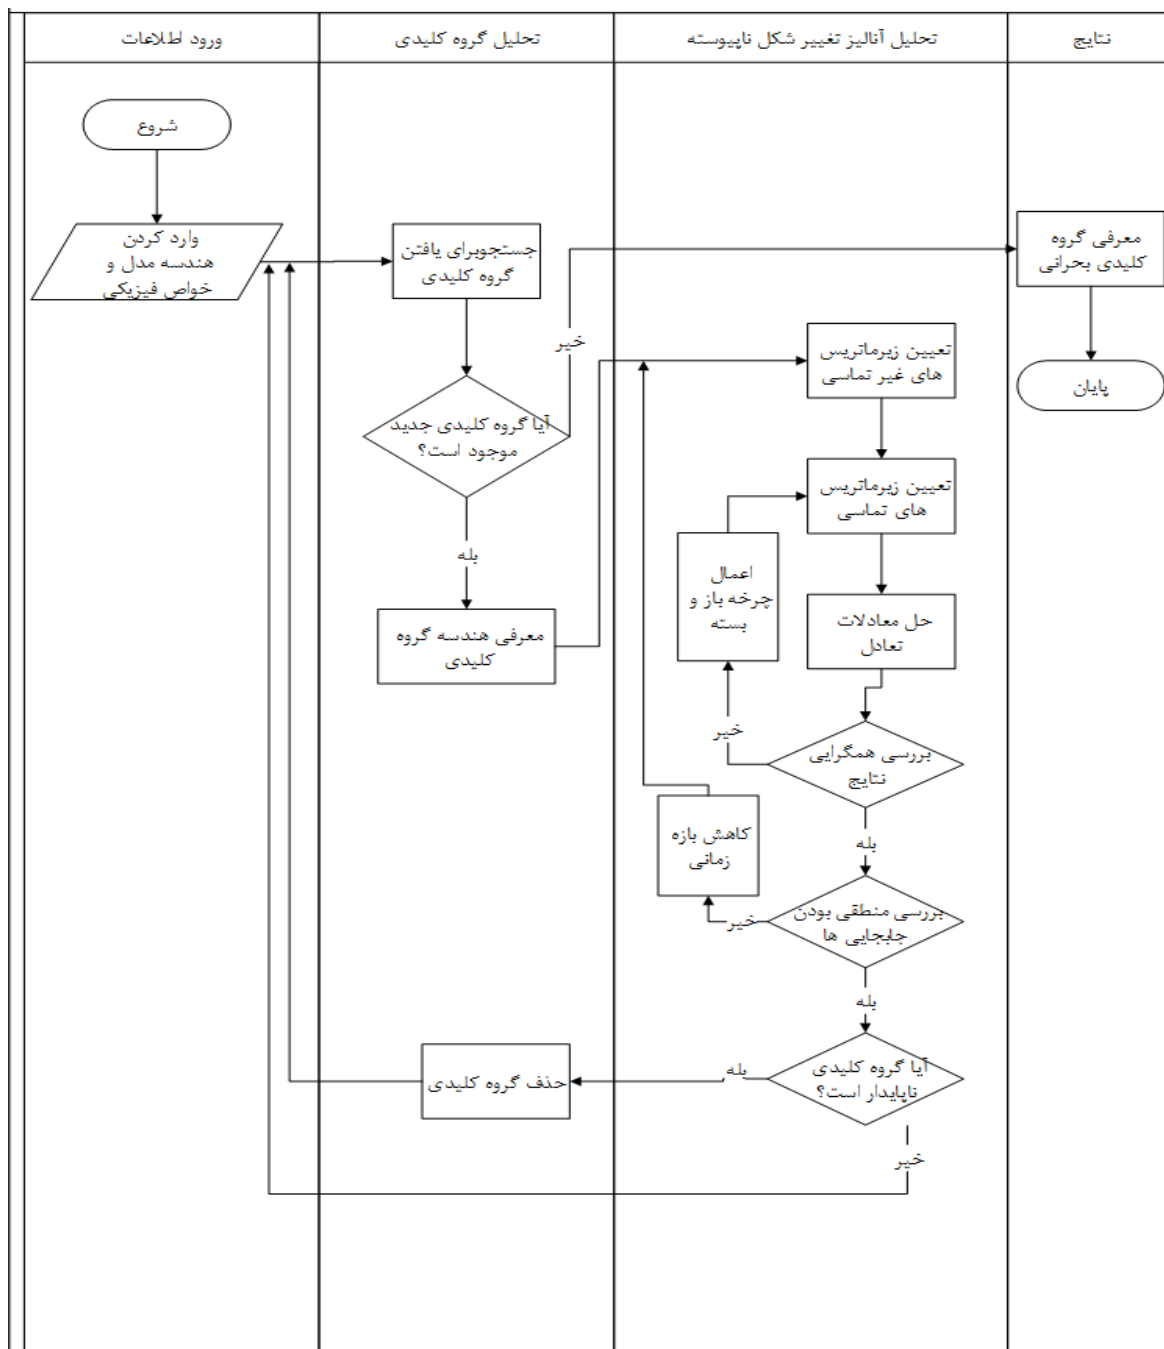 ورود اطلاعات
تحلیل گروه کلیدی
تحلیل آنالیز تغییر شکل ناپیوسته
نتایج
شروع
وارد کردن
هندسه مدل و
خواص فیزیکی
جستجوبرای یافتن
گروه کلیدی
آیا گروه کلیدی جدید
موجود است؟
خیر
بله
معرفی هندسه گروه
کلیدی
تعیین زیرماتریس
های غیر تماسی
تعیین زیرماتریس
های تماسی
حل معادلات
تعادل
اعمال
چرخه باز و
بسته
بررسی همگرایی
نتایج
خیر
بله
کاهش بازه
زمانی
بررسی منطقی بودن
جابجایی ها
خیر
بله
آیا گروه کلیدی
ناپایدار است؟
بله
خیر
حذف گروه کلیدی
معرفی گروه
کلیدی بحرانی
پایان